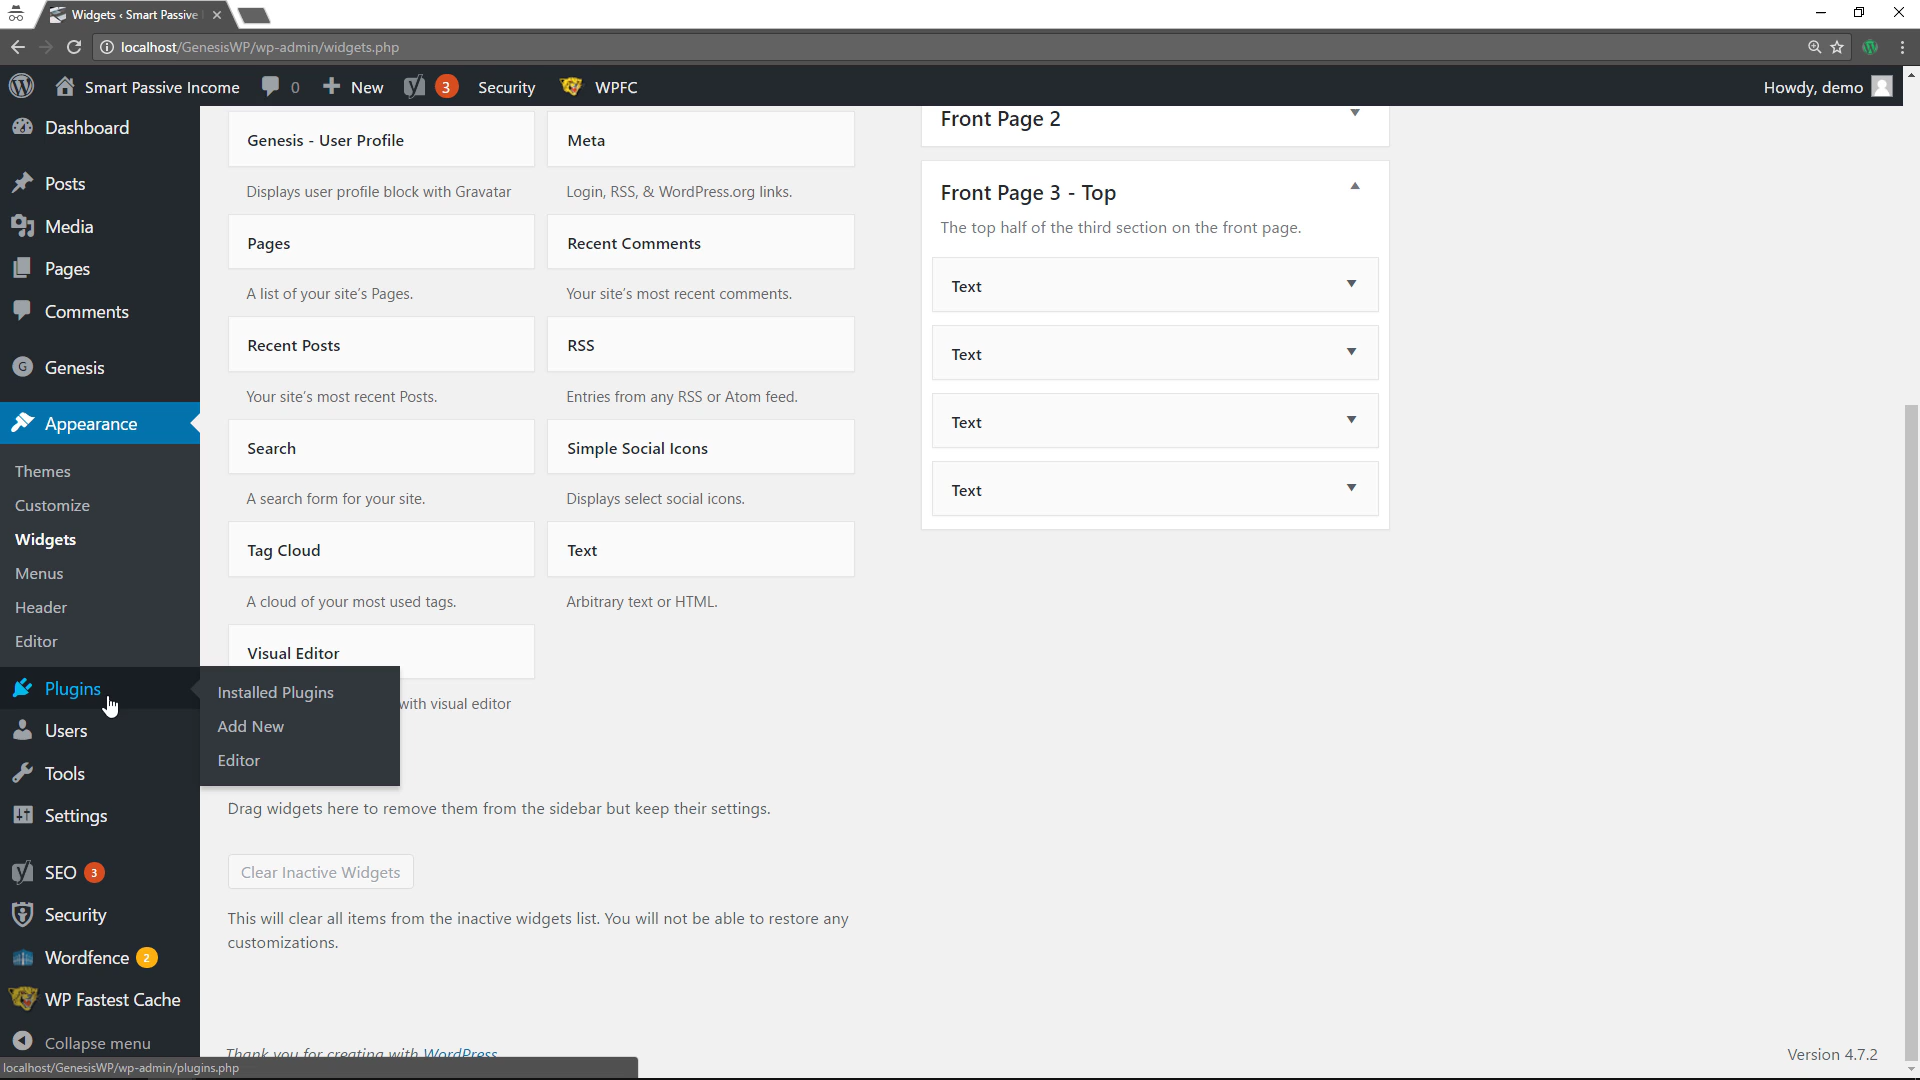 Widgets ‹ Smart Passive
localhost/GenesisWP/wp-admin/widgets.php
Smart Passive Income
0
New
3
Security
WPFC
Howdy, demo
Dashboard
Posts
Media
Pages
Comments
Genesis
Appearance
Themes
Customize
Widgets
Menus
Header
Editor
Plugins
Users
Tools
Settings
SEO 3
Security
Wordfence 2
WP Fastest Cache
Collapse menu
Installed Plugins
Add New
Editor
Genesis - User Profile
Displays user profile block with Gravatar
Pages
A list of your site's Pages.
Recent Posts
Your site's most recent Posts.
Search
A search form for your site.
Tag Cloud
A cloud of your most used tags.
Visual Editor
with visual editor
Meta
Login, RSS, & WordPress.org links.
Recent Comments
Your site's most recent comments.
RSS
Entries from any RSS or Atom feed.
Simple Social Icons
Displays select social icons.
Text
Arbitrary text or HTML.
Front Page 2
Front Page 3 - Top
The top half of the third section on the front page.
Text
Text
Text
Text
Drag widgets here to remove them from the sidebar but keep their settings.
Clear Inactive Widgets
This will clear all items from the inactive widgets list. You will not be able to restore any
customizations.
Thank you for creating with WordPress
Version 4.7.2
localhost/GenesisWP/wp-admin/plugins.php